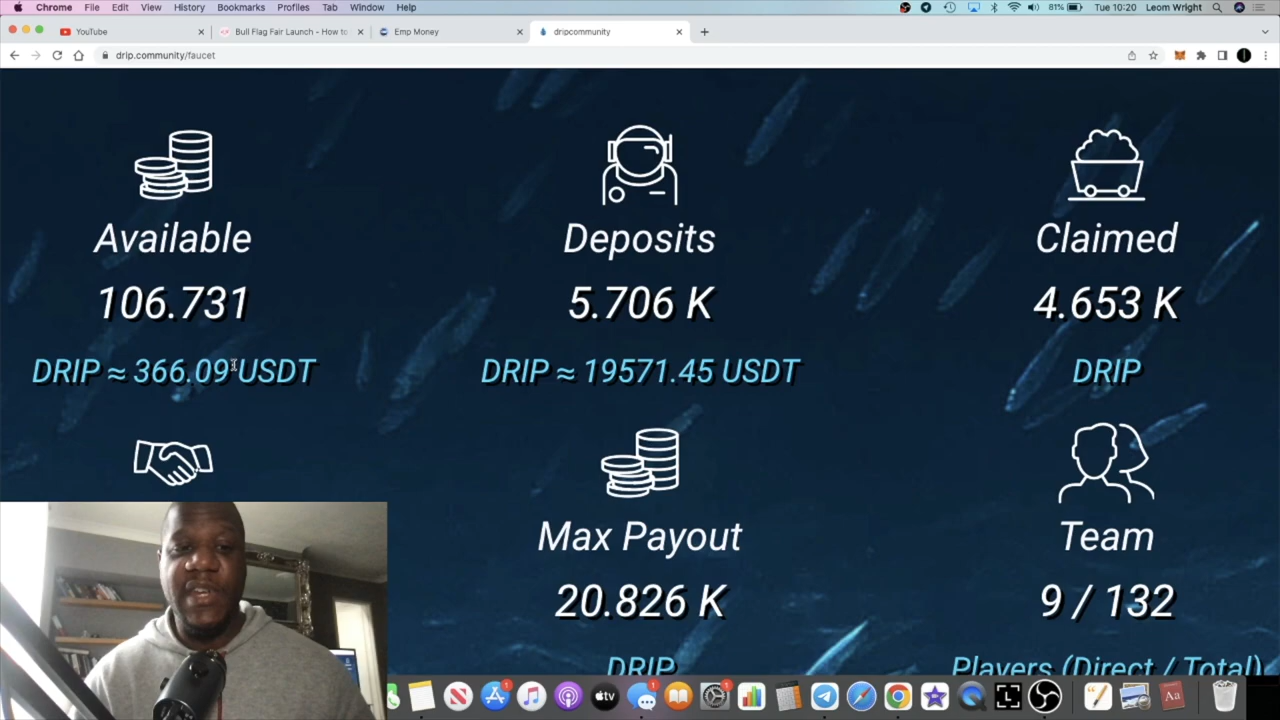 Chrome File Edit View History Bookmarks Profiles Tab Window Help 81% Tue 10:20 Leom Wright
YouTube Bull Flag Fair Launch - How to Emp Money dripcommunity
drip.community/faucet
Available Deposits Claimed
106.731 5.706 K 4.653 K
DRIP ≈ 366.09 USDT DRIP ≈ 19571.45 USDT DRIP
Max Payout Team
20.826 K 9 / 132
DRIP Players (Direct / Total)
tv
Aa